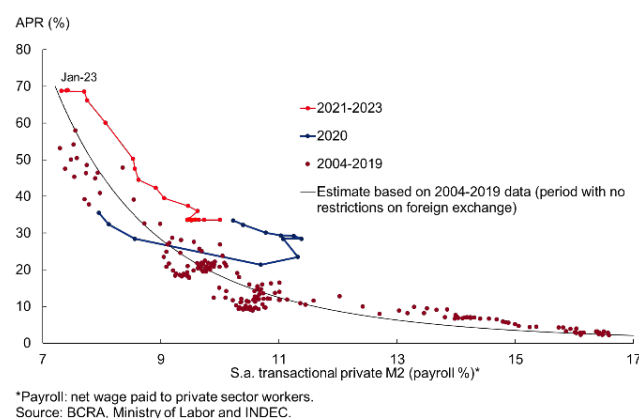 APR (%)
80
70
60
50
40
30
20
10
0
Jan-23
2021-2023
2020
2004-2019
Estimate based on 2004-2019 data (period with no
restrictions on foreign exchange)
7
9
11
13
15
17
S.a. transactional private M2 (payroll %)*
*Payroll: net wage paid to private sector workers.
Source: BCRA, Ministry of Labor and INDEC.